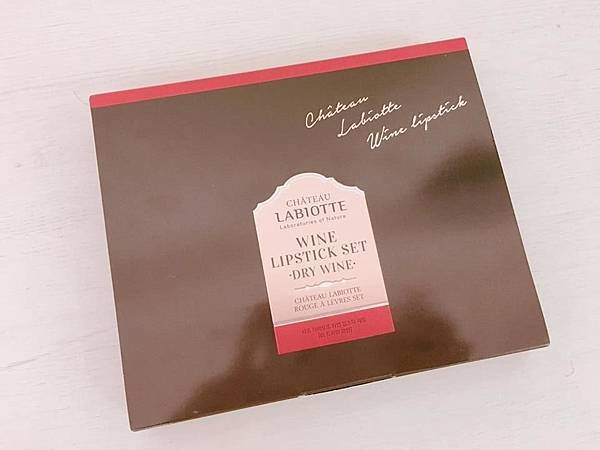 Château
Labiotte
Wine lipstick
CHÂTEAU
LABIOTTE
Laboratories of Nature
WINE
LIPSTICK SET
·DRY WINE·
CHÂTEAU LABIOTTE
ROUGE À LÈVRES SET